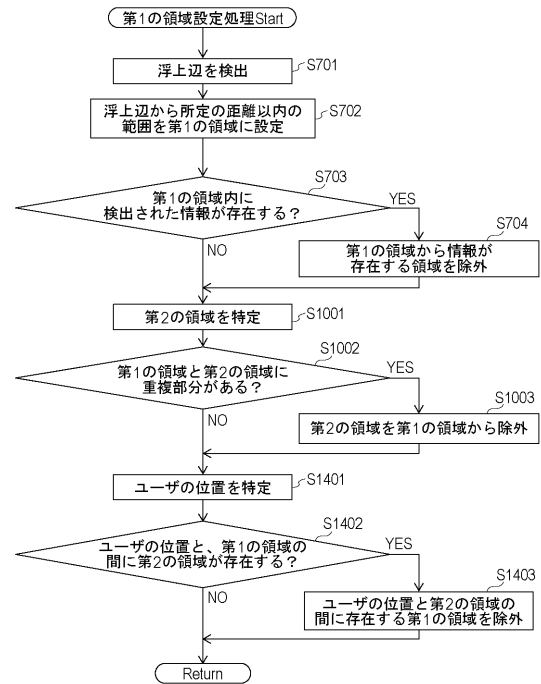 第1の領域設定処理Start
浮上辺を検出
S701
浮上辺から所定の距離以内の
範囲を第1の領域に設定
S702
第1の領域内に
検出された情報が存在する？
S703
YES
NO
第1の領域から情報が
存在する領域を除外
S704
第2の領域を特定
S1001
第1の領域と第2の領域に
重複部分がある？
S1002
YES
NO
第2の領域を第1の領域から除外
S1003
ユーザの位置を特定
S1401
ユーザの位置と、第1の領域の
間に第2の領域が存在する？
S1402
YES
NO
ユーザの位置と第2の領域の
間に存在する第1の領域を除外
S1403
Return